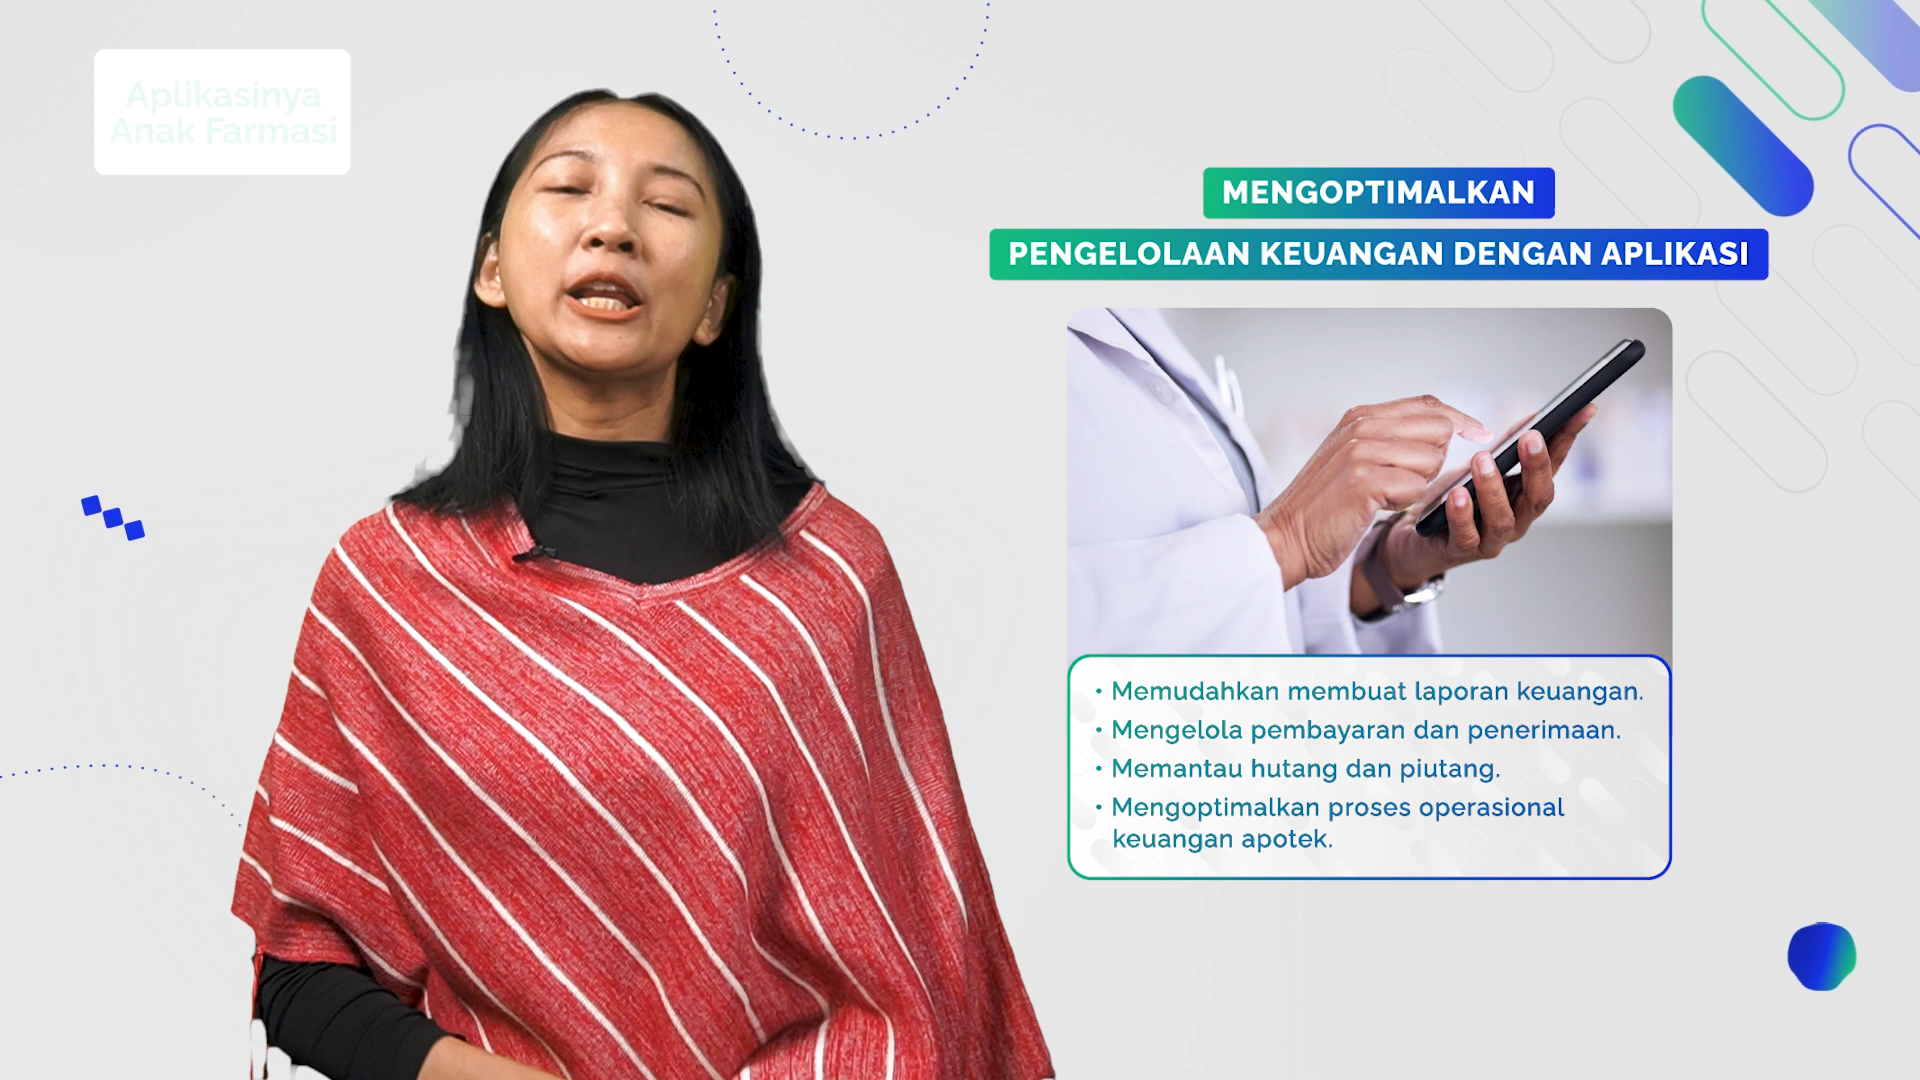 Aplikasinya
Anak Farmasi
MENGOPTIMALKAN
PENGELOLAAN KEUANGAN DENGAN APLIKASI
• Memudahkan membuat laporan keuangan.
• Mengelola pembayaran dan penerimaan.
• Memantau hutang dan piutang.
• Mengoptimalkan proses operasional
keuangan apotek.